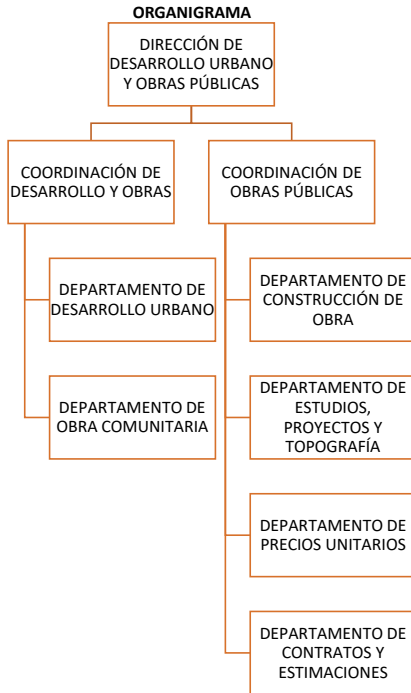 ORGANIGRAMA
DIRECCIÓN DE
DESARROLLO URBANO
Y OBRAS PÚBLICAS
COORDINACIÓN DE
DESARROLLO Y OBRAS
COORDINACIÓN DE
OBRAS PÚBLICAS
DEPARTAMENTO DE
DESARROLLO URBANO
DEPARTAMENTO DE
OBRA COMUNITARIA
DEPARTAMENTO DE
CONSTRUCCIÓN DE
OBRA
DEPARTAMENTO DE
ESTUDIOS,
PROYECTOS Y
TOPOGRAFÍA
DEPARTAMENTO DE
PRECIOS UNITARIOS
DEPARTAMENTO DE
CONTRATOS Y
ESTIMACIONES